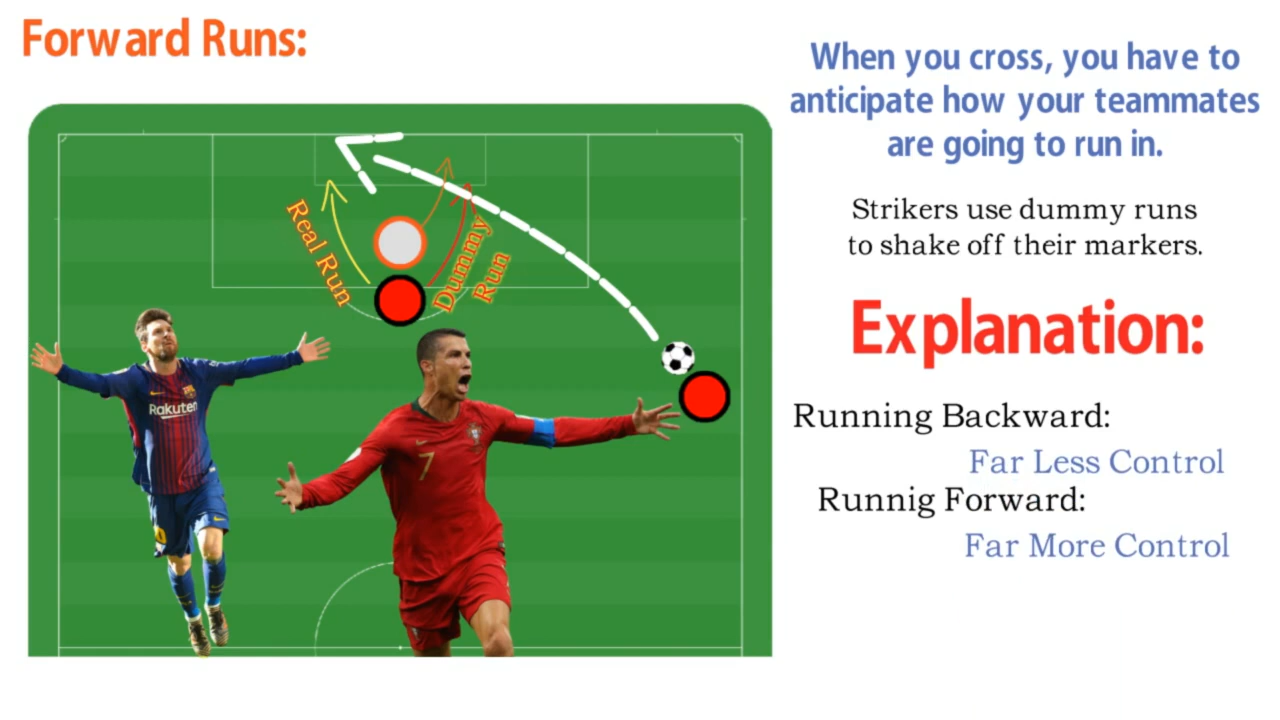 Forward Runs:
When you cross, you have to
anticipate how your teammates
are going to run in.
Strikers use dummy runs
to shake off their markers.
Real Run
Dummy
Run
Explanation:
Running Backward:
Far Less Control
Runnig Forward:
Far More Control
Rakuten
7